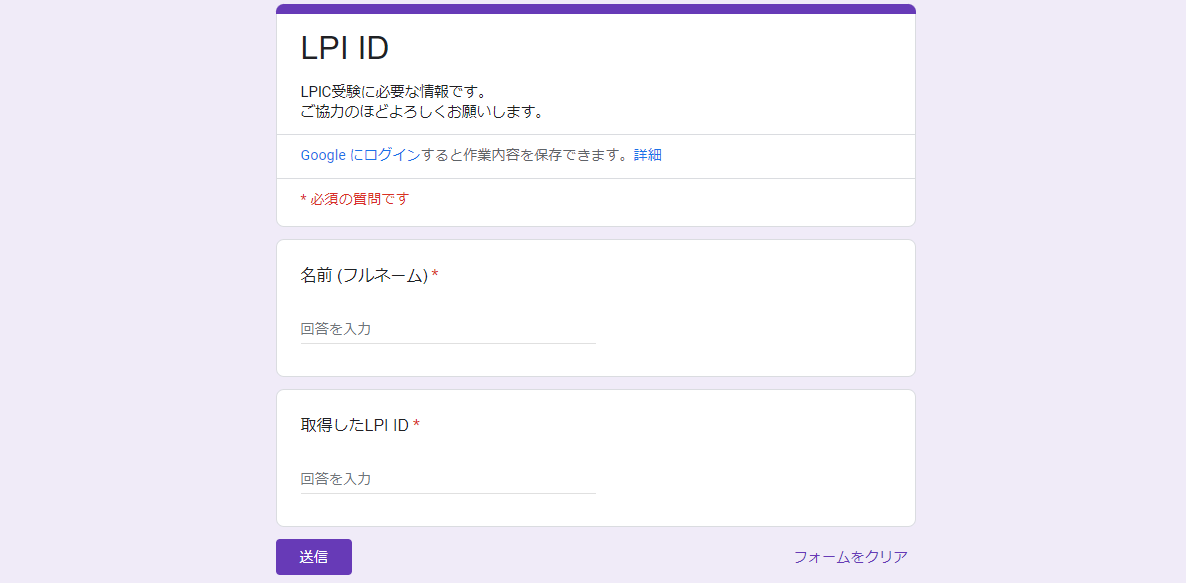 LPI ID
LPIC受験に必要な情報です。
ご協力のほどよろしくお願いします。
Google にログインすると作業内容を保存できます。詳細
* 必須の質問です
名前 (フルネーム) *
回答を入力
取得したLPI ID *
回答を入力
送信
フォームをクリア